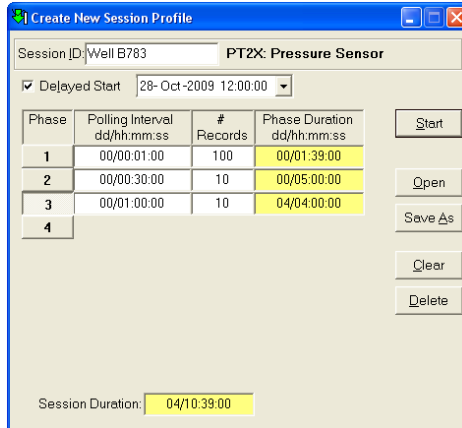 Create New Session Profile
Session ID: Well B783 PT2X: Pressure Sensor
Delayed Start 28-Oct-2009 12:00:00
Phase Polling Interval dd/hh:mm:ss # Records Phase Duration dd/hh:mm:ss
1 00/00:01:00 100 00/01:39:00
2 00/00:30:00 10 00/05:00:00
3 00/01:00:00 10 04/04:00:00
4
Start
Open
Save As
Clear
Delete
Session Duration: 04/10:39:00